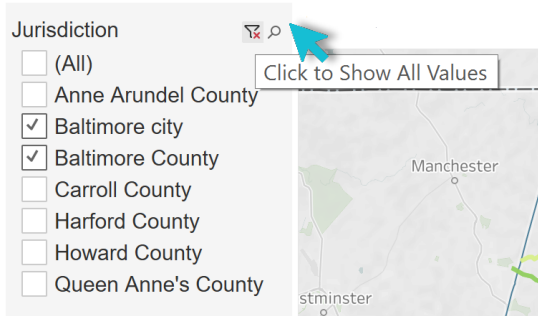 Jurisdiction
Click to Show All Values
(All)
Anne Arundel County
Baltimore city
Baltimore County
Carroll County
Harford County
Howard County
Queen Anne's County
Manchester
stminster